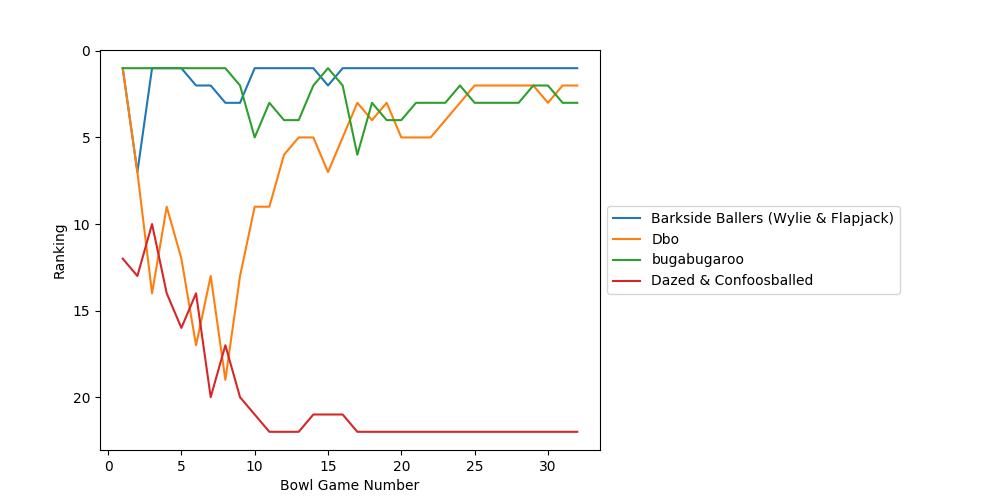 0
5
10
15
20
Ranking
0 5 10 15 20 25 30
Bowl Game Number
Barkside Ballers (Wylie & Flapjack)
Dbo
bugabugaroo
Dazed & Confoosballed